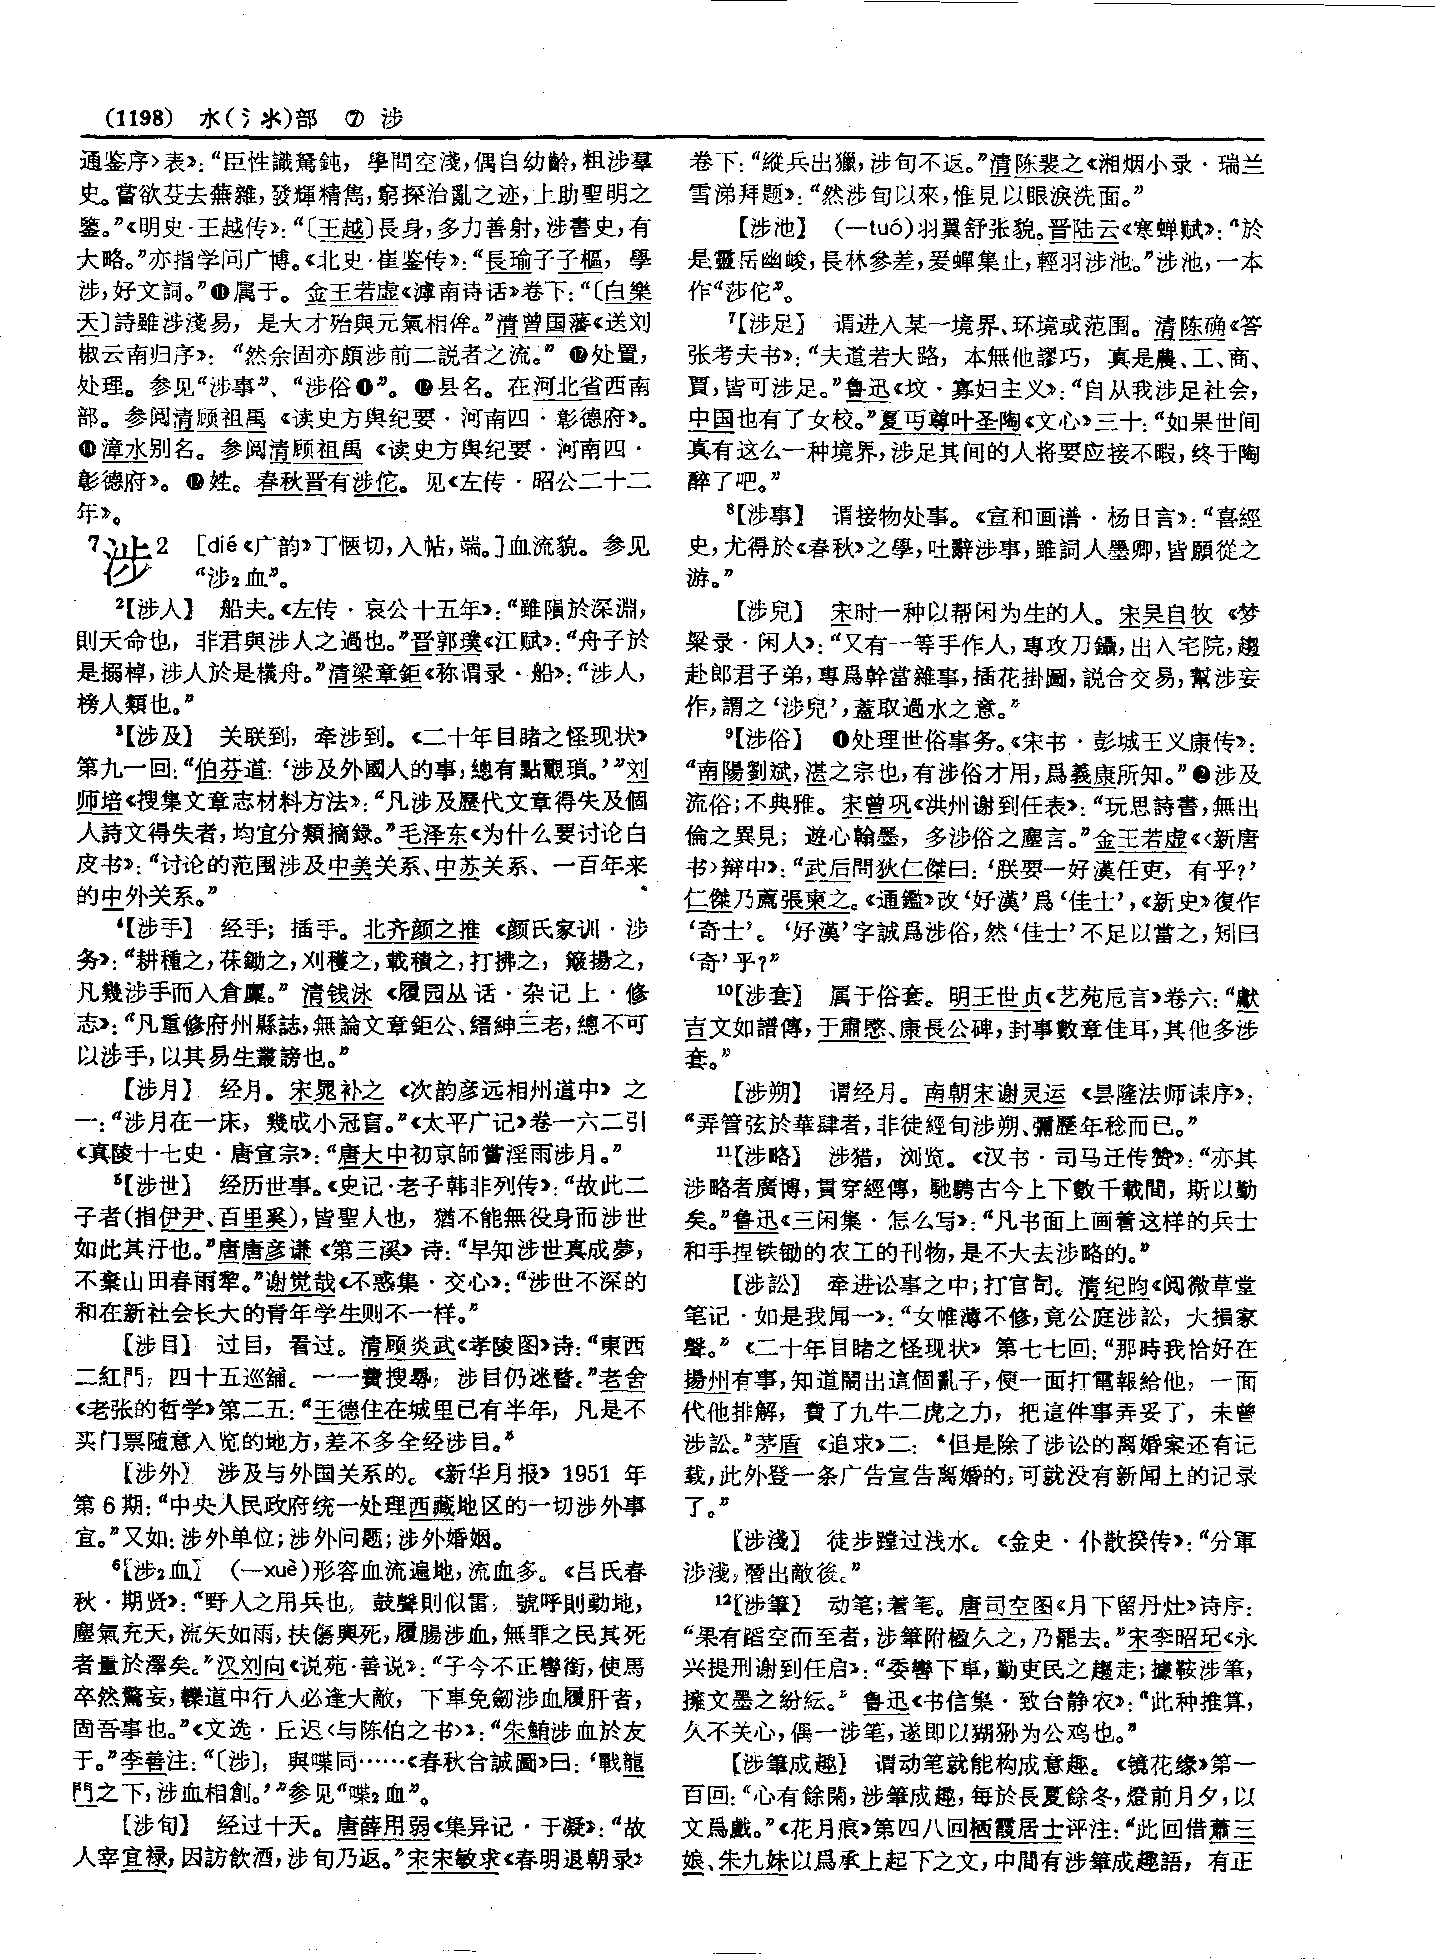 (1198) 水(氵氺)部 ⑦ 涉
通鉴序〉表》：“臣性識駑鈍，學問空淺，偶自幼齡，粗涉羣
史。嘗欲芟去蕪雜，發輝精雋，窮探治亂之迹，上助聖明之
鑒。”《明史·王越传》：“〔王越〕長身，多力善射，涉書史，有
大略。”亦指学问广博。《北史·崔鉴传》：“長瑜子子樞，學
涉，好文詞。”⓫属于。金王若虚《滹南诗话》卷下：“〔白樂
天〕詩雖涉淺易，是大才殆與元氣相侔。”清曾国藩《送刘
椒云南归序》：“然余固亦頗涉前二説者之流。”⓬处置，
处理。参见“涉事”、“涉俗❶”。⓭县名。在河北省西南
部。参阅清顾祖禹《读史方舆纪要·河南四·彰德府》。
⓮漳水别名。参阅清顾祖禹《读史方舆纪要·河南四·
彰德府》。⓯姓。春秋晋有涉佗。见《左传·昭公二十二
年》。
7涉2 [dié《广韵》丁惬切，入帖，端。]血流貌。参见
“涉₂血”。
²【涉人】 船夫。《左传·哀公十五年》：“雖隕於深淵，
則天命也，非君與涉人之過也。”晋郭璞《江赋》：“舟子於
是搦棹，涉人於是檥舟。”清梁章钜《称谓录·船》：“涉人，
榜人類也。”
³【涉及】 关联到，牵涉到。《二十年目睹之怪现状》
第九一回：“伯芬道：‘涉及外國人的事，總有點覼瑣。’”刘
师培《搜集文章志材料方法》：“凡涉及歷代文章得失及個
人詩文得失者，均宜分類摘錄。”毛泽东《为什么要讨论白
皮书》：“讨论的范围涉及中美关系、中苏关系、一百年来
的中外关系。”
⁴【涉手】 经手；插手。北齐颜之推《颜氏家训·涉
务》：“耕種之，茠鋤之，刈穫之，載積之，打拂之，簸揚之，
凡幾涉手而入倉廩。”清钱泳《履园丛话·杂记上·修
志》：“凡重修府州縣誌，無論文章鉅公、縉紳三老，總不可
以涉手，以其易生叢謗也。”
【涉月】 经月。宋晁补之《次韵彦远相州道中》之
一：“涉月在一床，幾成小冠盲。”《太平广记》卷一六二引
《真陵十七史·唐宣宗》：“唐大中初京師嘗淫雨涉月。”
⁵【涉世】 经历世事。《史记·老子韩非列传》：“故此二
子者(指伊尹、百里奚)，皆聖人也，猶不能無役身而涉世
如此其汙也。”唐唐彦谦《第三溪》诗：“早知涉世真成夢，
不棄山田春雨犂。”谢觉哉《不惑集·交心》：“涉世不深的
和在新社会长大的青年学生则不一样。”
【涉目】 过目，看过。清顾炎武《孝陵图》诗：“東西
二紅門，四十五巡鋪。一一費搜尋，涉目仍迷瞀。”老舍
《老张的哲学》第二五：“王德住在城里已有半年，凡是不
买门票随意入览的地方，差不多全经涉目。”
【涉外】 涉及与外国关系的。《新华月报》1951 年
第 6 期：“中央人民政府统一处理西藏地区的一切涉外事
宜。”又如：涉外单位；涉外问题；涉外婚姻。
⁶【涉₂血】 (—xuè)形容血流遍地，流血多。《吕氏春
秋·期贤》：“野人之用兵也，鼓聲則似雷，號呼則動地，
塵氣充天，流矢如雨，扶傷輿死，履腸涉血，無罪之民其死
者量於澤矣。”汉刘向《说苑·善说》：“子今不正轡銜，使馬
卒然驚妄，轢道中行人必逢大敵，下車免劒涉血履肝者，
固吾事也。”《文选·丘迟〈与陈伯之书〉》：“朱鮪涉血於友
于。”李善注：“〔涉〕，與喋同……《春秋合誠圖》曰：‘戰龍
門之下，涉血相創。’”参见“喋₂血”。
【涉旬】 经过十天。唐薛用弱《集异记·于凝》：“故
人宰宜禄，因訪飲酒，涉旬乃返。”宋宋敏求《春明退朝录》
卷下：“縱兵出獵，涉旬不返。”清陈裴之《湘烟小录·瑞兰
雪涕拜题》：“然涉旬以來，惟見以眼淚洗面。”
【涉池】 (—tuó)羽翼舒张貌。晋陆云《寒蝉赋》：“於
是靈岳幽峻，長林參差，爰蟬集止，輕羽涉池。”涉池，一本
作“莎佗”。
⁷【涉足】 谓进入某一境界、环境或范围。清陈确《答
张考夫书》：“夫道若大路，本無他謬巧，真是農、工、商、
賈，皆可涉足。”鲁迅《坟·寡妇主义》：“自从我涉足社会，
中国也有了女校。”夏丏尊叶圣陶《文心》三十：“如果世间
真有这么一种境界，涉足其间的人将要应接不暇，终于陶
醉了吧。”
⁸【涉事】 谓接物处事。《宣和画谱·杨日言》：“喜經
史，尤得於《春秋》之學，吐辭涉事，雖詞人墨卿，皆願從之
游。”
【涉兒】 宋时一种以帮闲为生的人。宋吴自牧《梦
粱录·闲人》：“又有一等手作人，專攻刀鑷，出入宅院，趨
赴郎君子弟，專爲幹當雜事，插花掛圖，説合交易，幫涉妄
作，謂之‘涉兒’，蓋取過水之意。”
⁹【涉俗】 ❶处理世俗事务。《宋书·彭城王义康传》：
“南陽劉斌，湛之宗也，有涉俗才用，爲義康所知。”❷涉及
流俗；不典雅。宋曾巩《洪州谢到任表》：“玩思詩書，無出
倫之異見；遊心翰墨，多涉俗之塵言。”金王若虚《〈新唐
书〉辩中》：“武后問狄仁傑曰：‘朕要一好漢任吏，有乎？’
仁傑乃薦張柬之。《通鑑》改‘好漢’爲‘佳士’，《新史》復作
‘奇士’。‘好漢’字誠爲涉俗，然‘佳士’不足以當之，矧曰
‘奇’乎？”
¹⁰【涉套】 属于俗套。明王世贞《艺苑卮言》卷六：“獻
吉文如譜傳，于肅愍、康長公碑，封事數章佳耳，其他多涉
套。”
【涉朔】 谓经月。南朝宋谢灵运《昙隆法师诔序》：
“弄管弦於華肆者，非徒經旬涉朔、彌歷年稔而已。”
¹¹【涉略】 涉猎，浏览。《汉书·司马迁传赞》：“亦其
涉略者廣博，貫穿經傳，馳騁古今上下數千載間，斯以勤
矣。”鲁迅《三闲集·怎么写》：“凡书面上画着这样的兵士
和手捏铁锄的农工的刊物，是不大去涉略的。”
【涉訟】 牵进讼事之中；打官司。清纪昀《阅微草堂
笔记·如是我闻一》：“女帷薄不修，竟公庭涉訟，大損家
聲。”《二十年目睹之怪现状》第七七回：“那時我恰好在
揚州有事，知道鬧出這個亂子，便一面打電報給他，一面
代他排解，費了九牛二虎之力，把這件事弄妥了，未曾
涉訟。”茅盾《追求》二：“但是除了涉讼的离婚案还有记
载，此外登一条广告宣告离婚的，可就没有新闻上的记录
了。”
【涉淺】 徒步蹚过浅水。《金史·仆散揆传》：“分軍
涉淺，潛出敵後。”
¹²【涉筆】 动笔；着笔。唐司空图《月下留丹灶》诗序：
“果有蹈空而至者，涉筆附楹久之，乃罷去。”宋李昭玘《永
兴提刑谢到任启》：“委轡下車，勤吏民之趨走；據鞍涉筆，
擁文墨之紛紜。”鲁迅《书信集·致台静农》：“此种推算，
久不关心，偶一涉笔，遂即以猢狲为公鸡也。”
【涉筆成趣】 谓动笔就能构成意趣。《镜花缘》第一
百回：“心有餘閑，涉筆成趣，每於長夏餘冬，燈前月夕，以
文爲戲。”《花月痕》第四八回栖霞居士评注：“此回借蕭三
娘、朱九妹以爲承上起下之文，中間有涉筆成趣語，有正